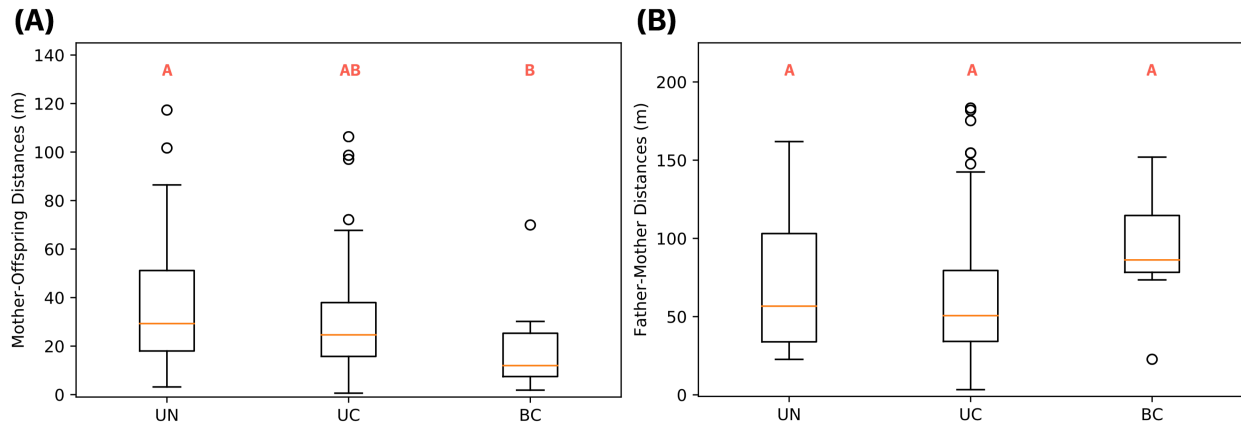 (A)
Mother-Offspring Distances (m)
140
120
100
80
60
40
20
0
A
AB
B
UN
UC
BC
(B)
Father-Mother Distances (m)
200
150
100
50
0
A
A
A
UN
UC
BC